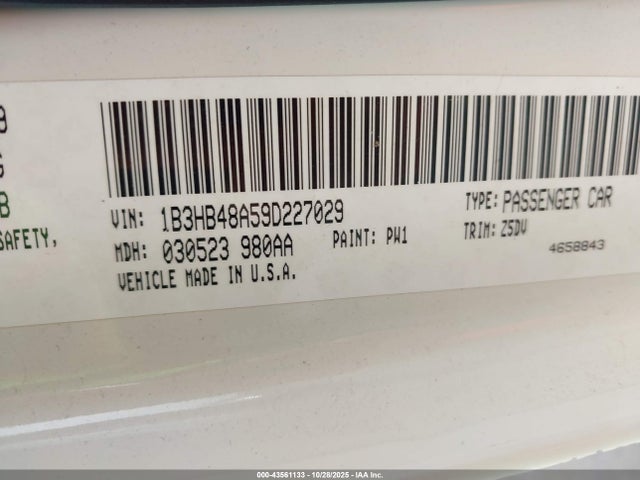 B
SAFETY,
VIN: 1B3HB48A59D227029
TYPE: PASSENGER CAR
MDH: 030523 980AA
PAINT: PW1
TRIM: Z5DV
VEHICLE MADE IN U.S.A.
4658843
000-43561133 - 10/28/2025 - IAA Inc.